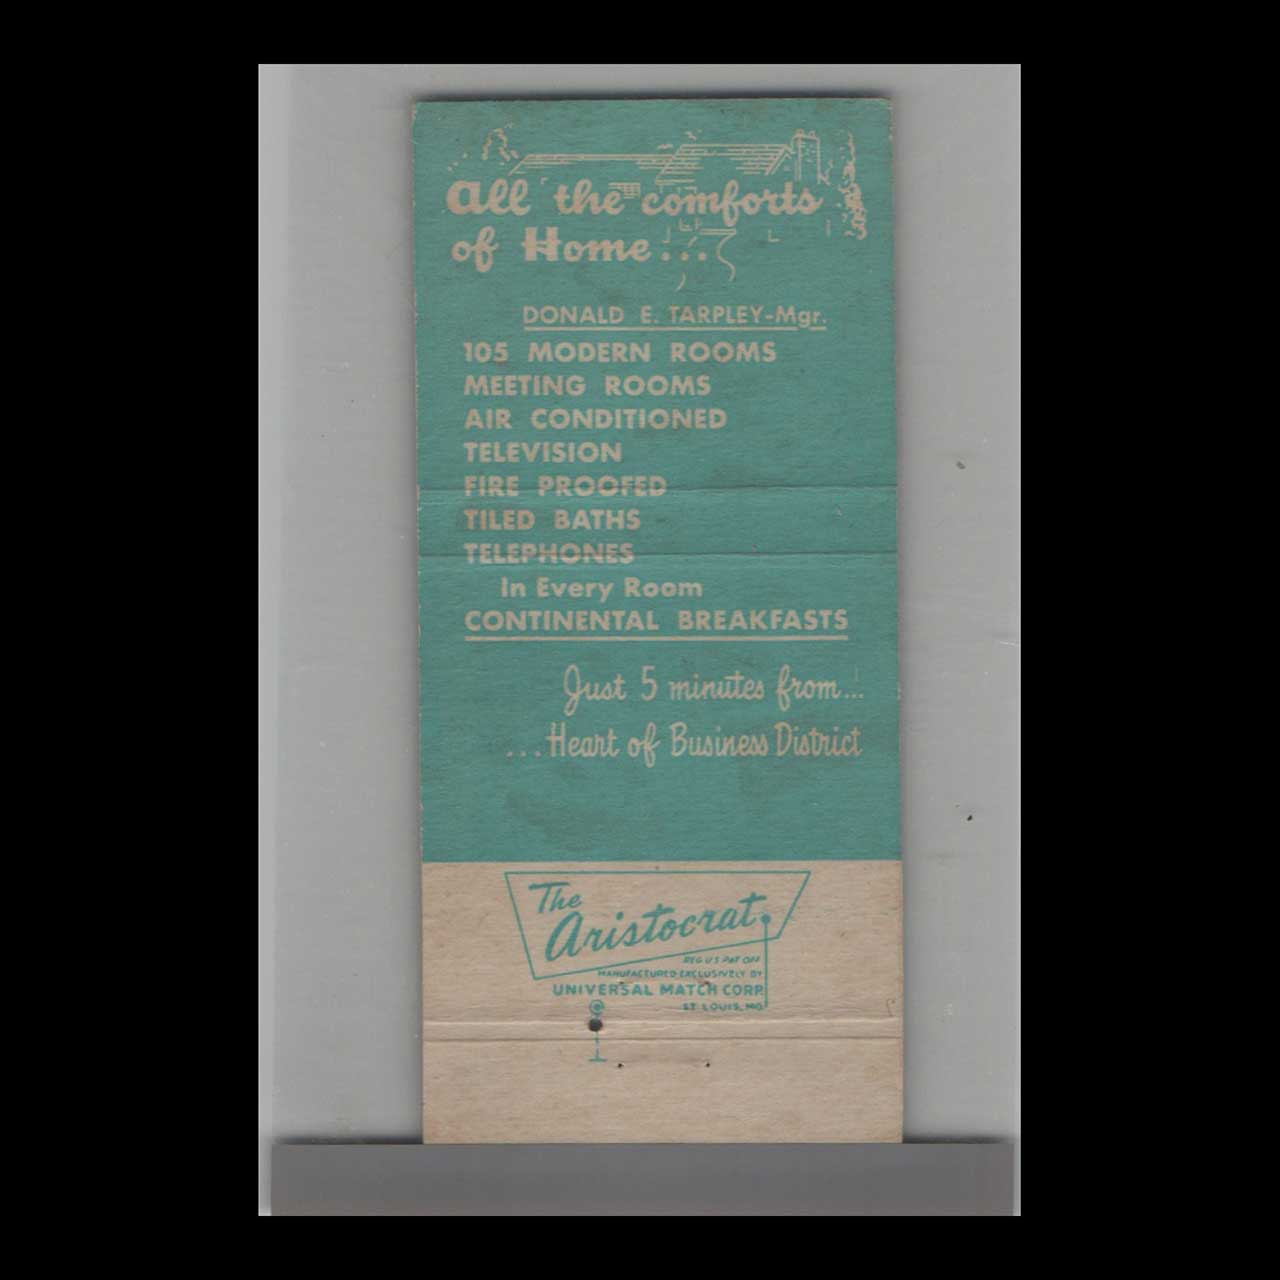 All the comforts
of Home...
DONALD E. TARPLEY-Mgr.
105 MODERN ROOMS
MEETING ROOMS
AIR CONDITIONED
TELEVISION
FIRE PROOFED
TILED BATHS
TELEPHONES
In Every Room
CONTINENTAL BREAKFASTS
Just 5 minutes from...
...Heart of Business District
The
Aristocrat
REG US PAT OFF
MANUFACTURED EXCLUSIVELY BY
UNIVERSAL MATCH CORP.
ST. LOUIS, MO.